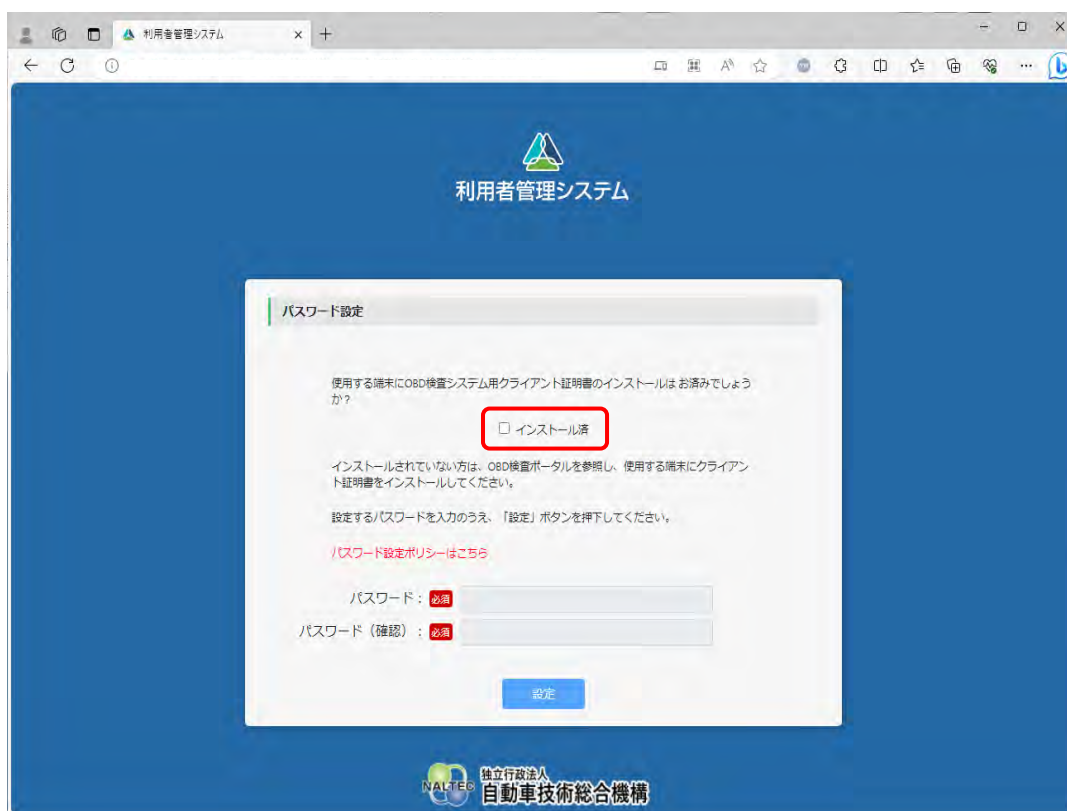 利用者管理システム
利用者管理システム
パスワード設定
使用する端末にOBD検査システム用クライアント証明書のインストールはお済みでしょう
か?
インストール済
インストールされていない方は、OBD検査ポータルを参照し、使用する端末にクライアン
ト証明書をインストールしてください。
設定するパスワードを入力のうえ、「設定」ボタンを押下してください。
パスワード設定ポリシーはこちら
パスワード: 必須
パスワード(確認): 必須
設定
NALTEC 独立行政法人
自動車技術総合機構